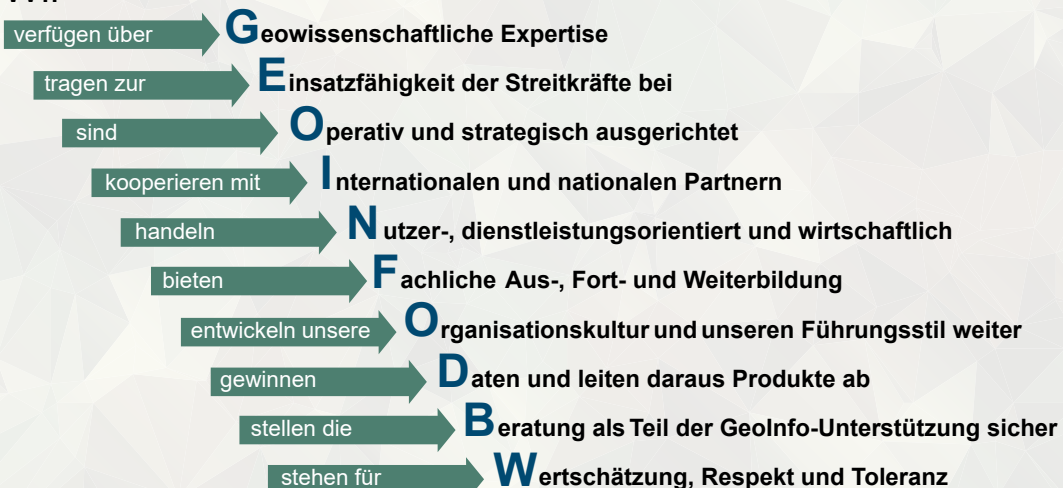 verfügen über Geowissenschaftliche Expertise
tragen zur Einsatzfähigkeit der Streitkräfte bei
sind Operativ und strategisch ausgerichtet
kooperieren mit Internationalen und nationalen Partnern
handeln Nutzer-, dienstleistungsorientiert und wirtschaftlich
bieten Fachliche Aus-, Fort- und Weiterbildung
entwickeln unsere Organisationskultur und unseren Führungsstil weiter
gewinnen Daten und leiten daraus Produkte ab
stellen die Beratung als Teil der GeoInfo-Unterstützung sicher
stehen für Wertschätzung, Respekt und Toleranz